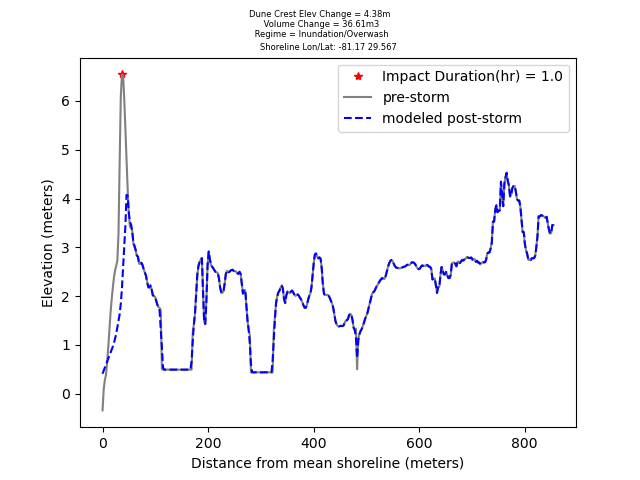 Dune Crest Elev Change = 4.38m
Volume Change = 36.61m3
Regime = Inundation/Overwash
Shoreline Lon/Lat: -81.17 29.567
Impact Duration(hr) = 1.0
pre-storm
modeled post-storm
Elevation (meters)
6
5
4
3
2
1
0
0 200 400 600 800
Distance from mean shoreline (meters)